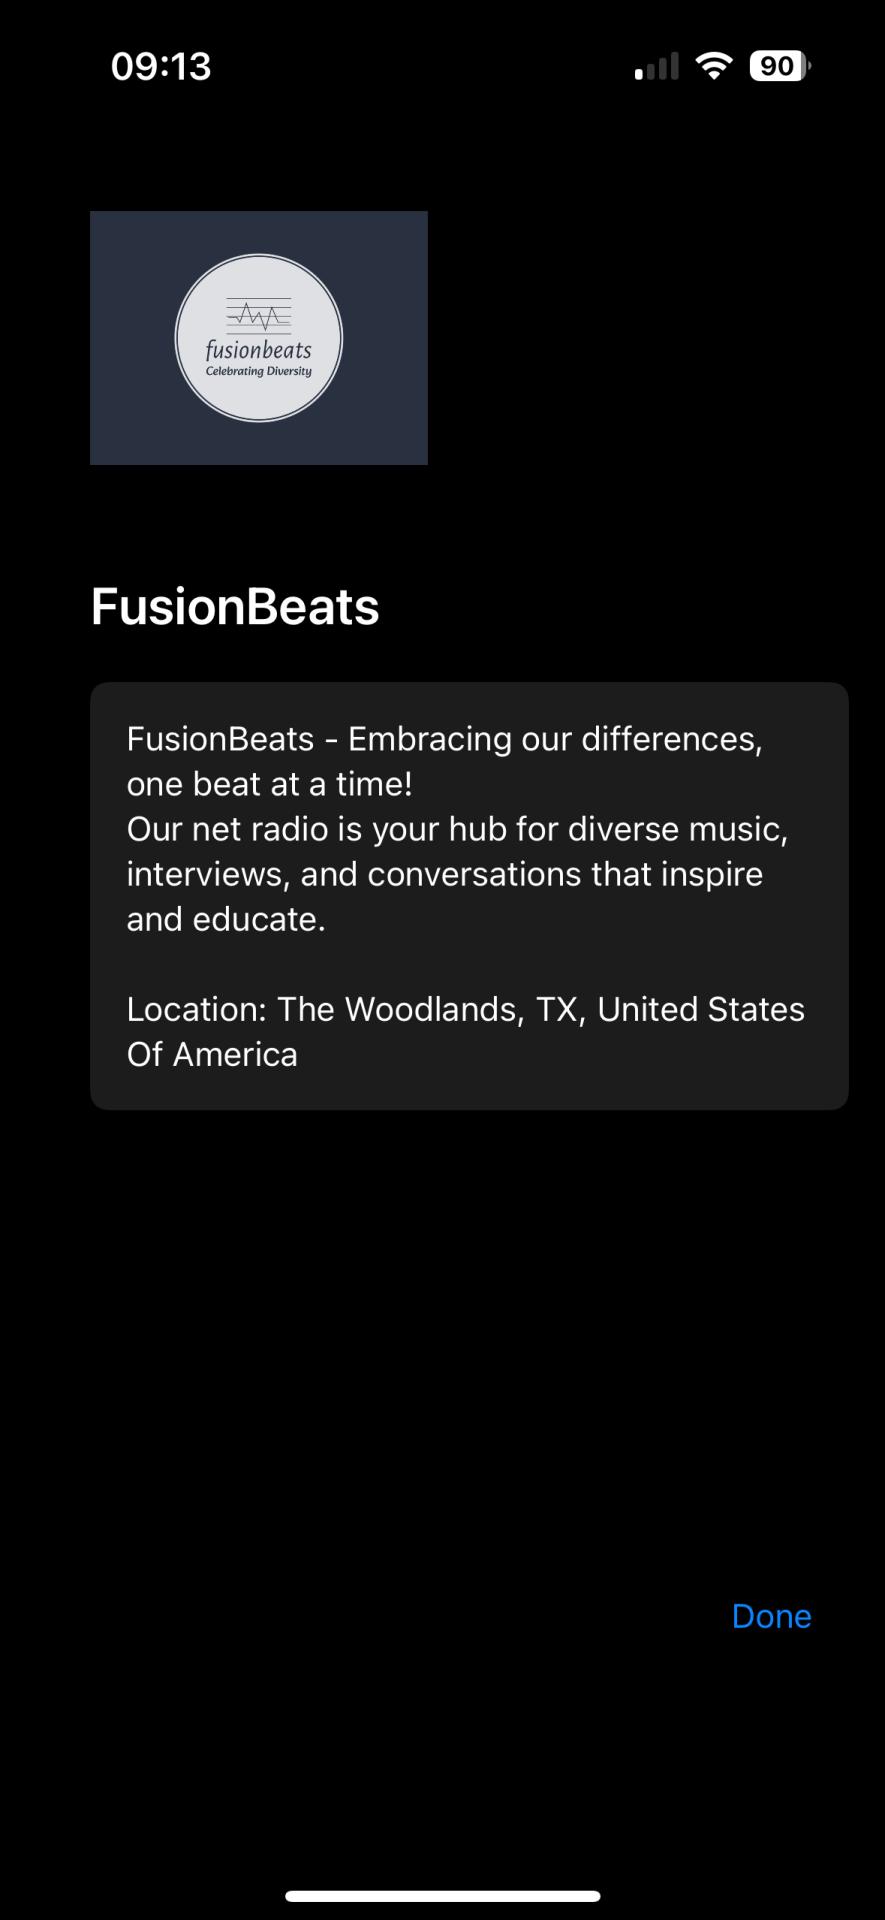 09:13
90
fusionbeats
Celebrating Diversity
FusionBeats
FusionBeats - Embracing our differences,
one beat at a time!
Our net radio is your hub for diverse music,
interviews, and conversations that inspire
and educate.
Location: The Woodlands, TX, United States
Of America
Done